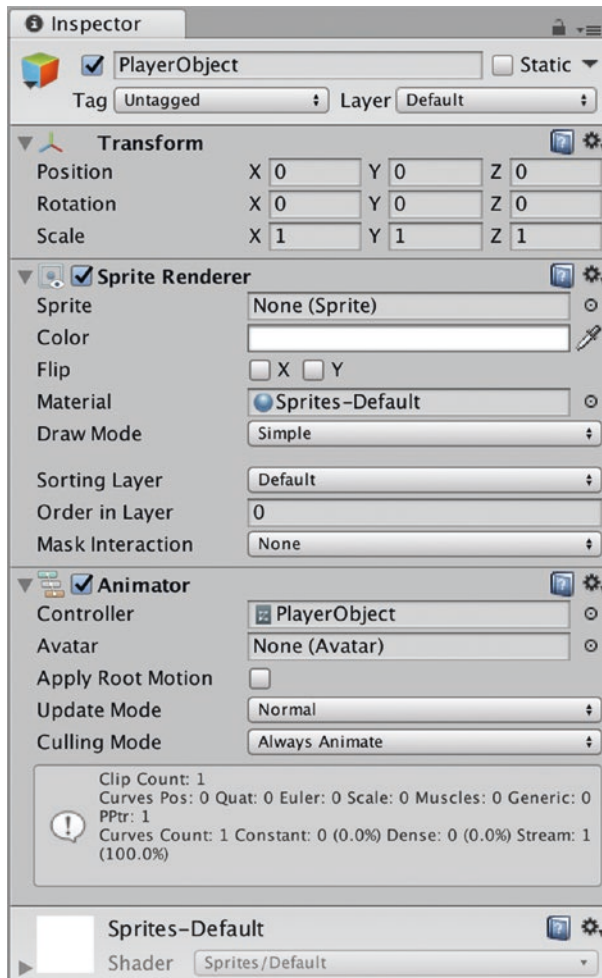 Inspector
PlayerObject Static
Tag Untagged Layer Default
Transform
Position X 0 Y 0 Z 0
Rotation X 0 Y 0 Z 0
Scale X 1 Y 1 Z 1
Sprite Renderer
Sprite None (Sprite)
Color
Flip X Y
Material Sprites-Default
Draw Mode Simple
Sorting Layer Default
Order in Layer 0
Mask Interaction None
Animator
Controller PlayerObject
Avatar None (Avatar)
Apply Root Motion
Update Mode Normal
Culling Mode Always Animate
Clip Count: 1
Curves Pos: 0 Quat: 0 Euler: 0 Scale: 0 Muscles: 0 Generic: 0
PPtr: 1
Curves Count: 1 Constant: 0 (0.0%) Dense: 0 (0.0%) Stream: 1
(100.0%)
Sprites-Default
Shader Sprites/Default